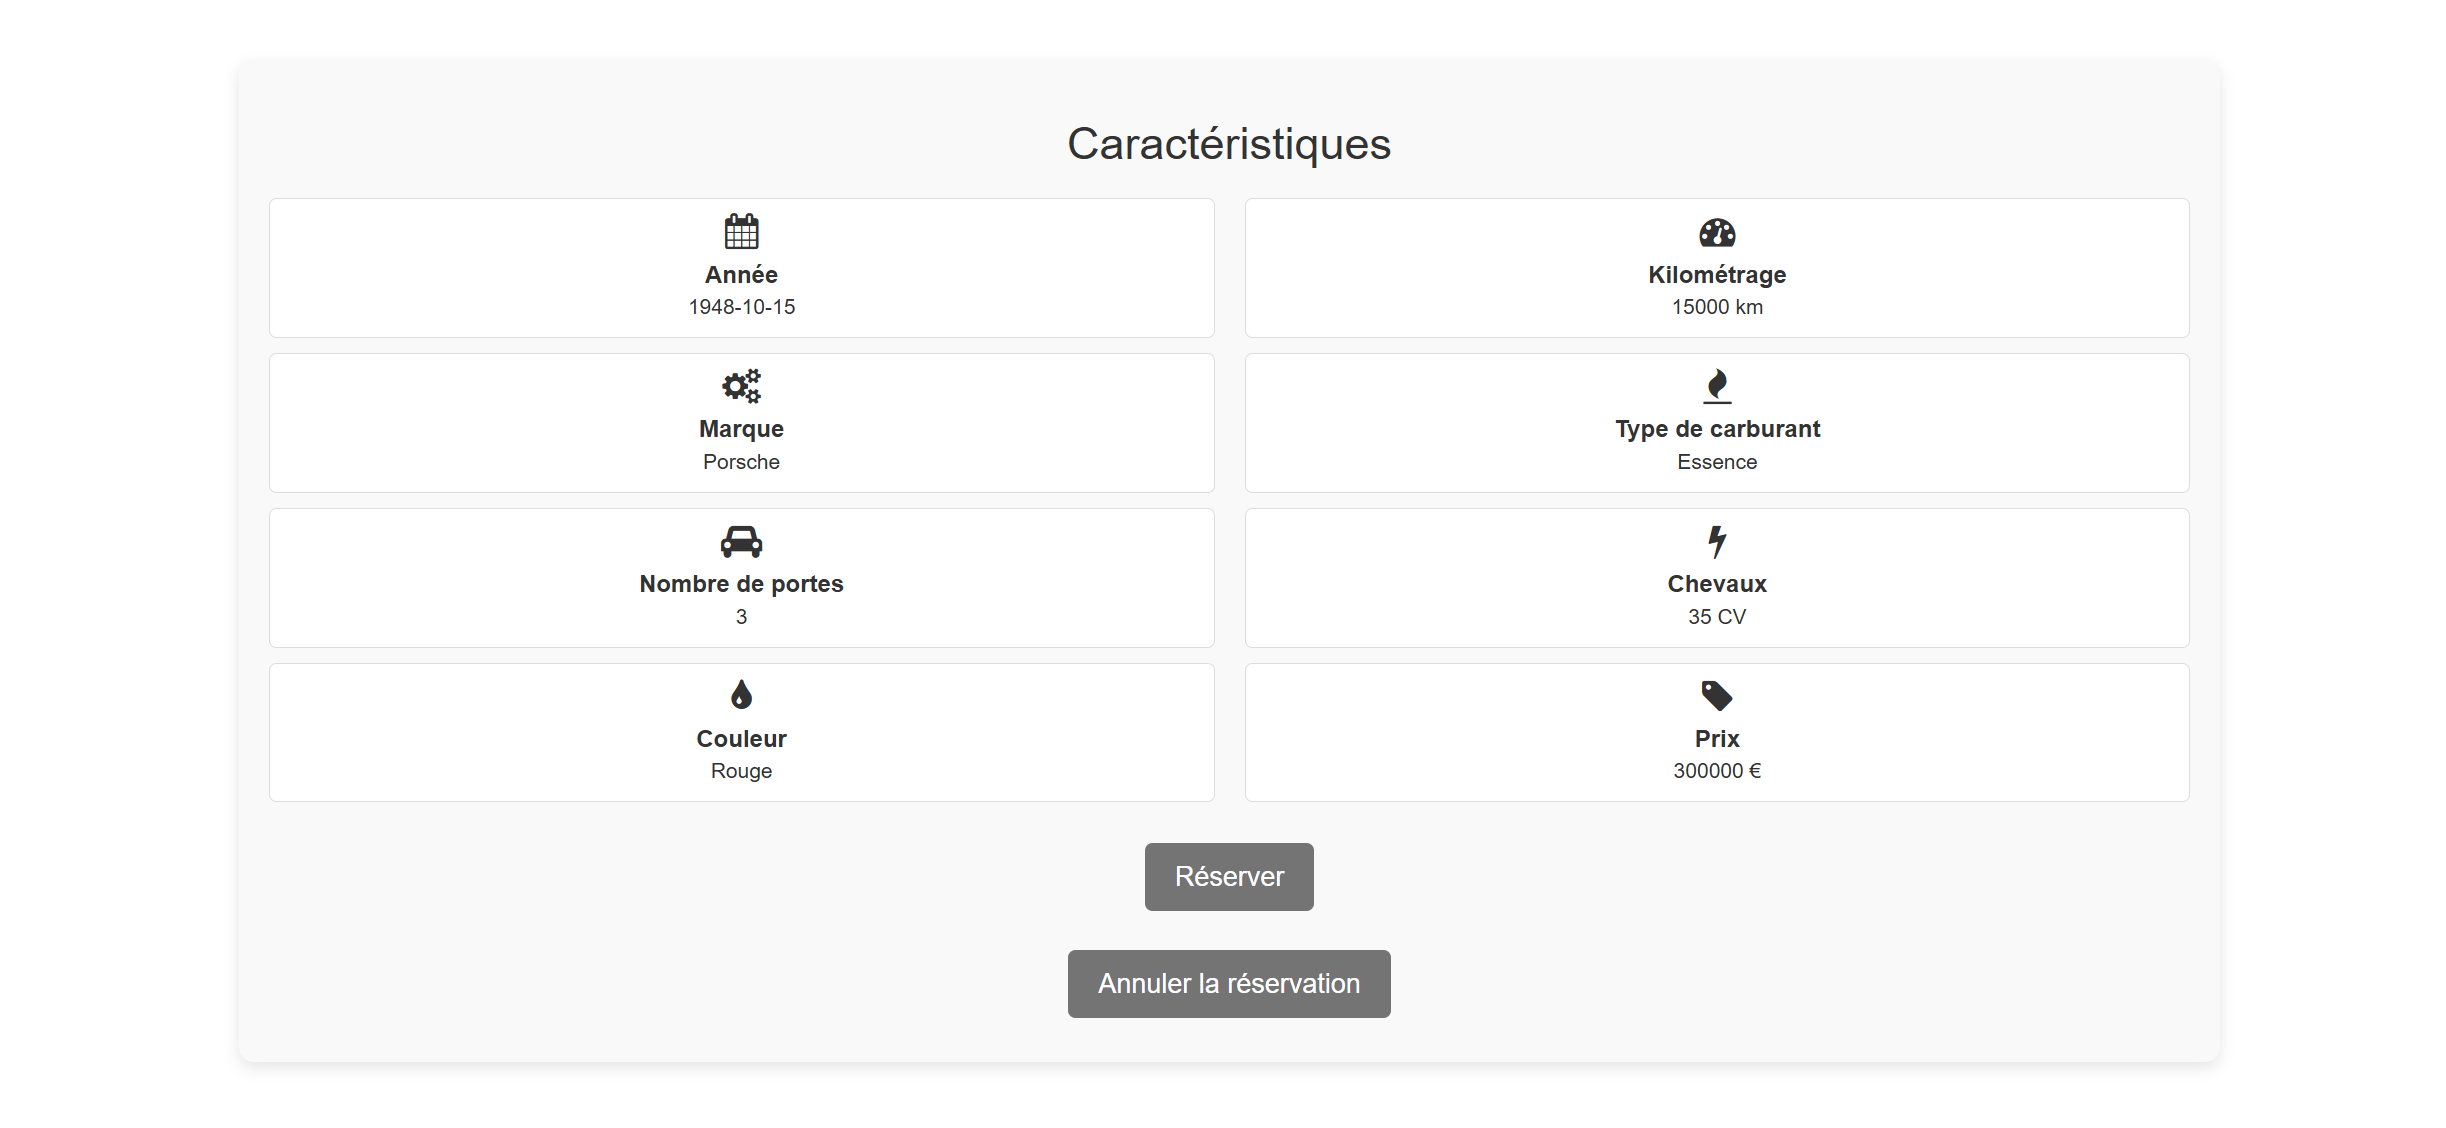 Caractéristiques
Année
1948-10-15
Kilométrage
15000 km
Marque
Porsche
Type de carburant
Essence
Nombre de portes
3
Chevaux
35 CV
Couleur
Rouge
Prix
300000 €
Réserver
Annuler la réservation